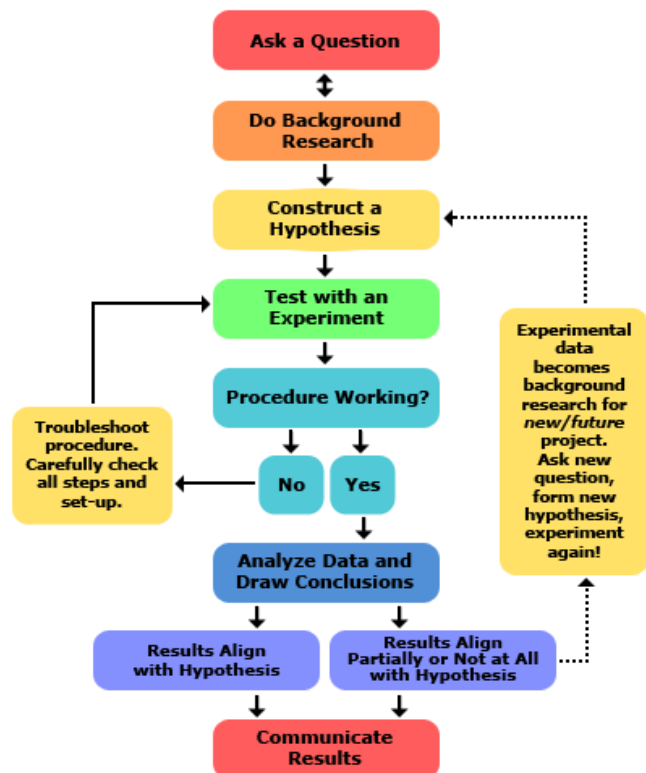 Ask a Question
Do Background
Research
Construct a
Hypothesis
Test with an
Experiment
Procedure Working?
No
Yes
Troubleshoot
procedure.
Carefully check
all steps and
set-up.
Experimental
data
becomes
background
research for
new/future
project.
Ask new
question,
form new
hypothesis,
experiment
again!
Analyze Data and
Draw Conclusions
Results Align
with Hypothesis
Results Align
Partially or Not at All
with Hypothesis
Communicate
Results